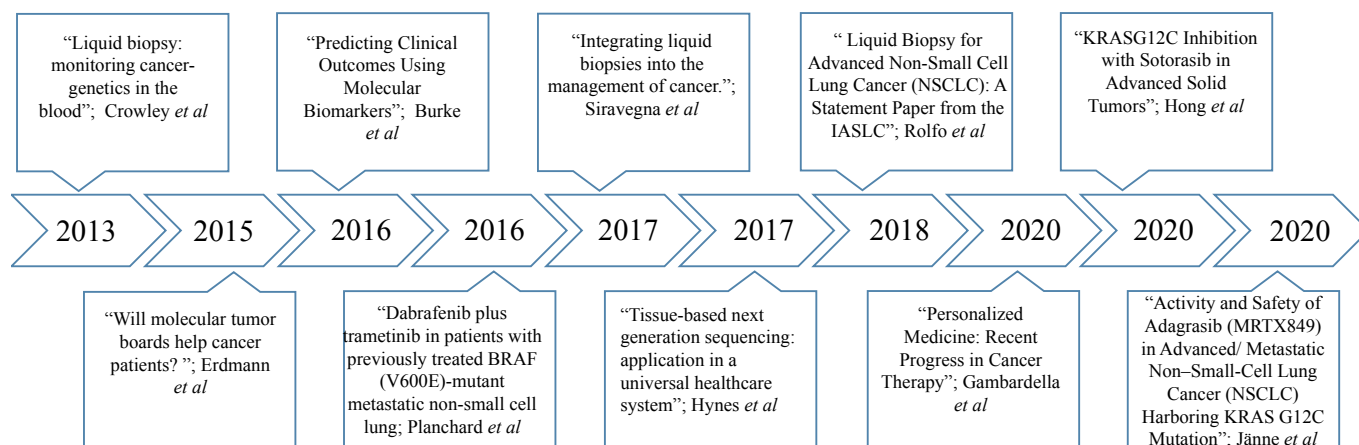 “Liquid biopsy:
monitoring cancer-
genetics in the
blood”; Crowley et al
“Predicting Clinical
Outcomes Using
Molecular
Biomarkers”; Burke
et al
“Integrating liquid
biopsies into the
management of cancer.”;
Siravegna et al
“ Liquid Biopsy for
Advanced Non-Small Cell
Lung Cancer (NSCLC): A
Statement Paper from the
IASLC”; Rolfo et al
“KRASG12C Inhibition
with Sotorasib in
Advanced Solid
Tumors”; Hong et al
2013
2015
2016
2016
2017
2017
2018
2020
2020
2020
“Will molecular tumor
boards help cancer
patients? ”; Erdmann
et al
“Dabrafenib plus
trametinib in patients with
previously treated BRAF
(V600E)-mutant
metastatic non-small cell
lung; Planchard et al
“Tissue-based next
generation sequencing:
application in a
universal healthcare
system”; Hynes et al
“Personalized
Medicine: Recent
Progress in Cancer
Therapy”; Gambardella
et al
“Activity and Safety of
Adagrasib (MRTX849)
in Advanced/ Metastatic
Non–Small-Cell Lung
Cancer (NSCLC)
Harboring KRAS G12C
Mutation”; Jänne et al